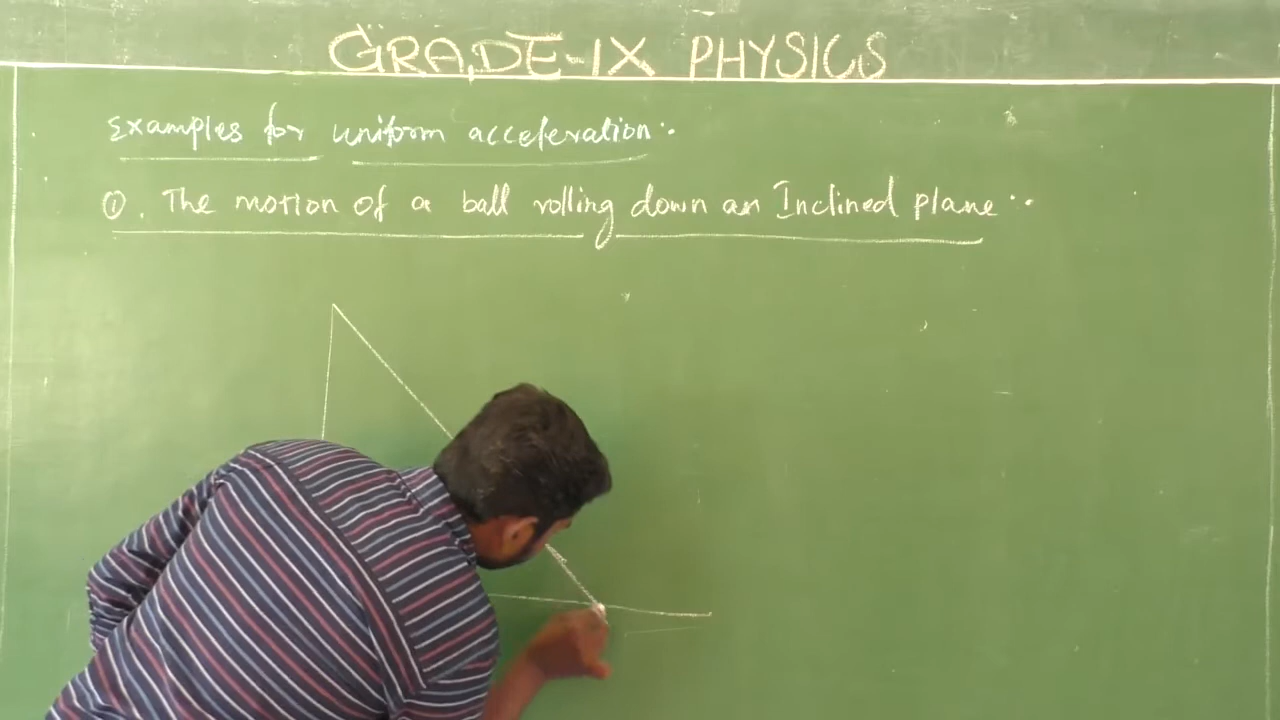 GRADE-IX PHYSICS
Examples for uniform acceleration:-
①. The motion of a ball rolling down an Inclined plane:-